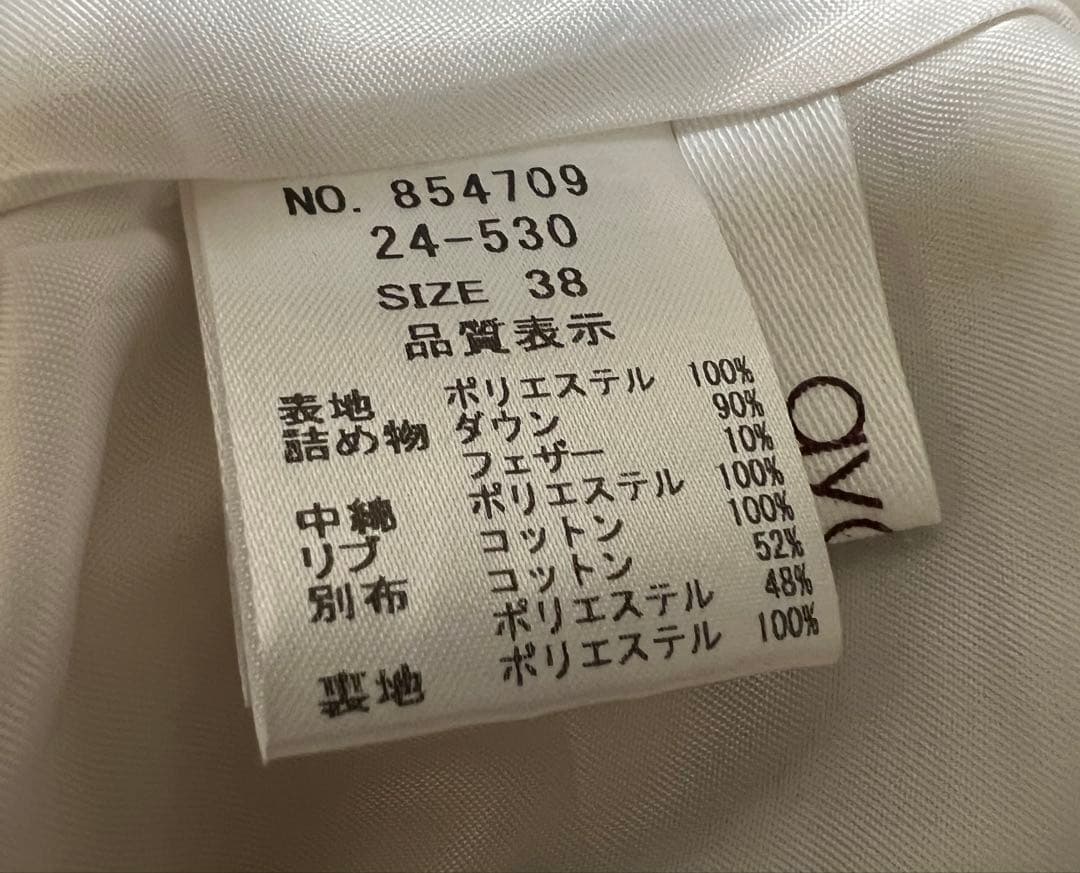 NO. 854709
24-530
SIZE 38
品質表示
表地 ポリエステル 100%
詰め物 ダウン 90%
フェザー 10%
中綿 ポリエステル 100%
リブ コットン 100%
別布 コットン 52%
ポリエステル 48%
裏地 ポリエステル 100%